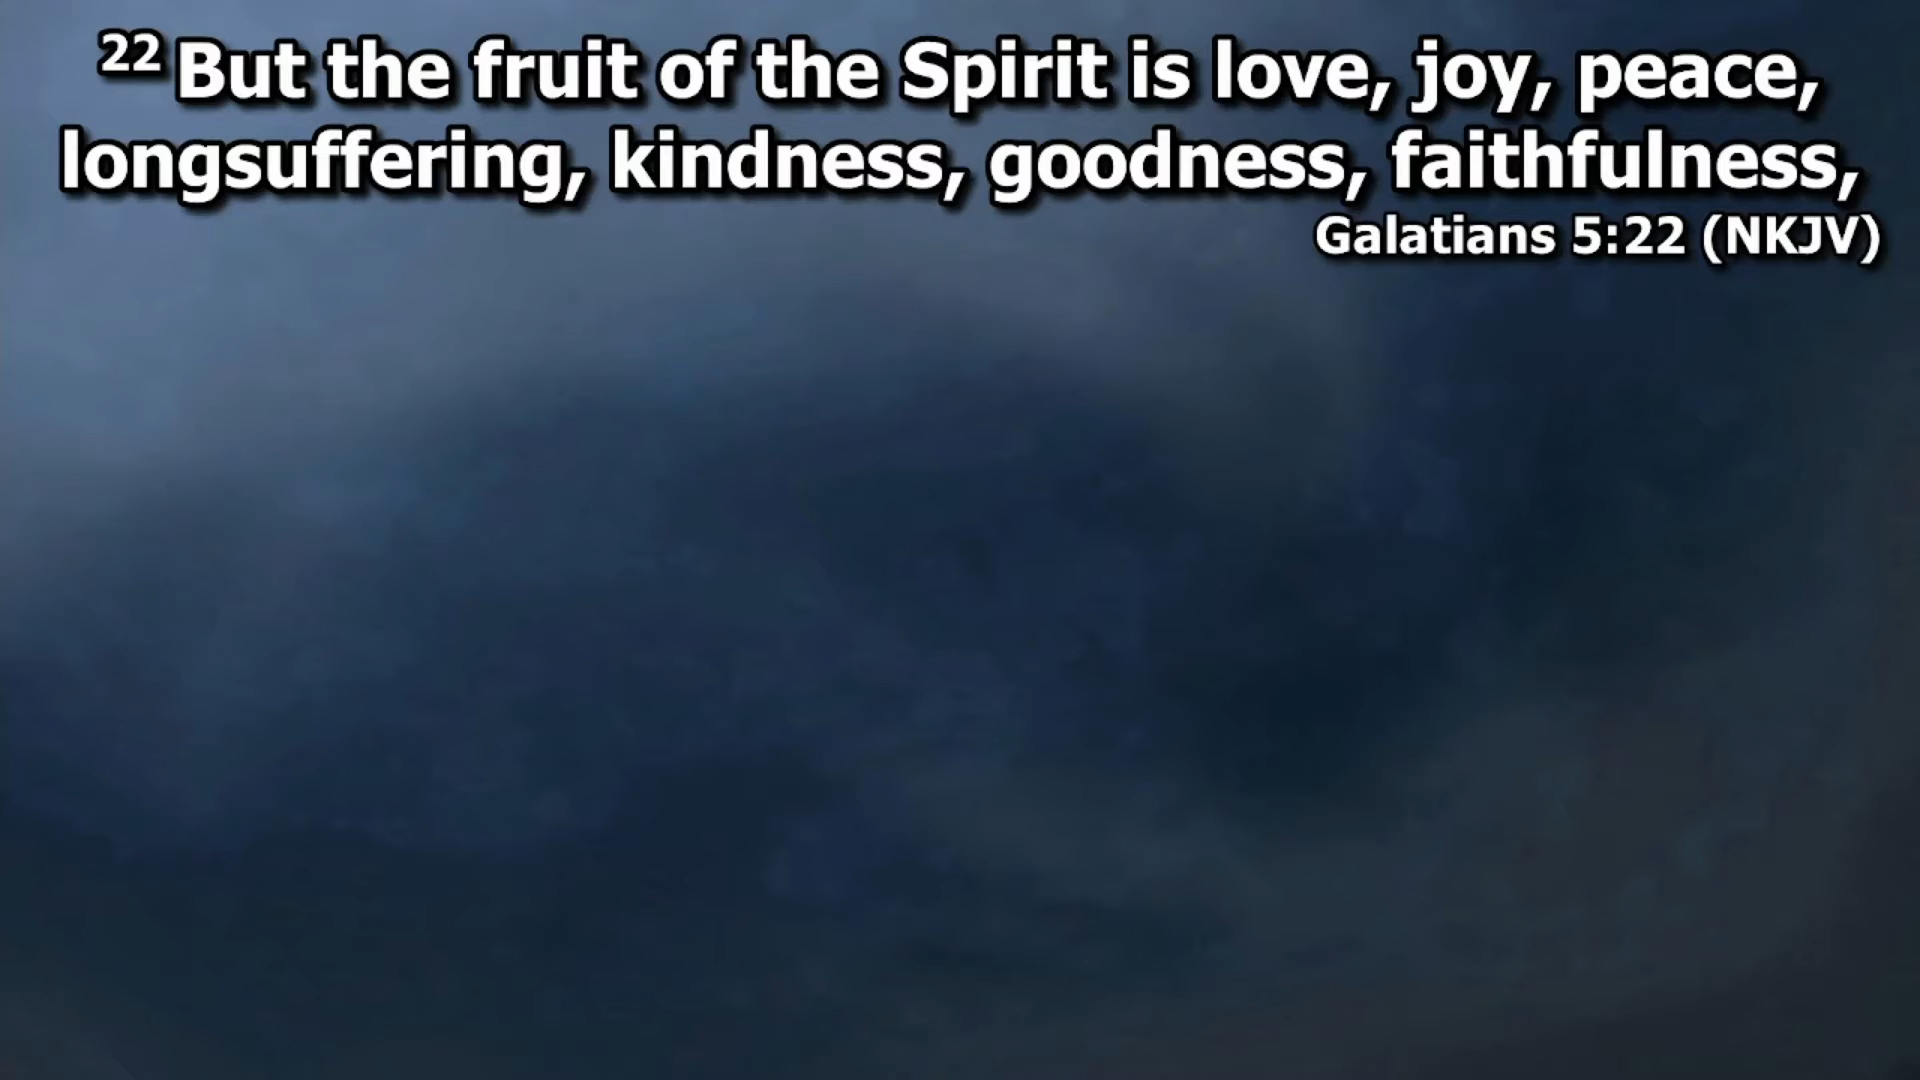 22 But the fruit of the Spirit is love, joy, peace,
longsuffering, kindness, goodness, faithfulness,
Galatians 5:22 (NKJV)